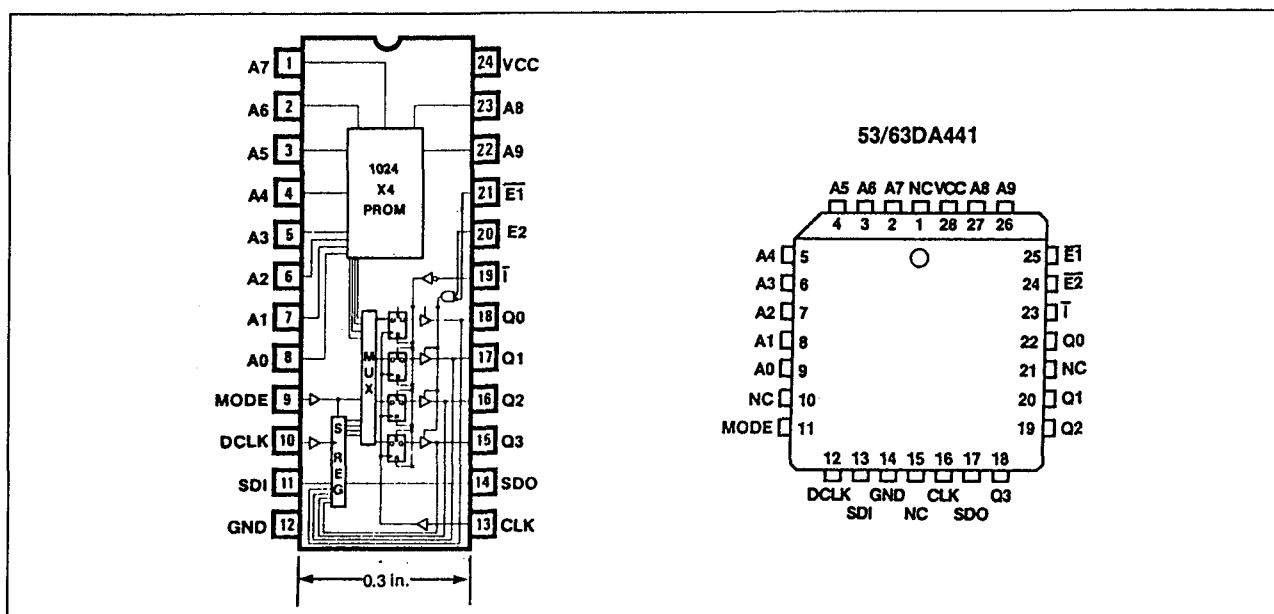 A7 1 24 VCC
A6 2 23 A8
A5 3 22 A9
A4 4 21 E1
A3 5 20 E2
A2 6 19 I
A1 7 18 Q0
A0 8 17 Q1
MODE 9 16 Q2
DCLK 10 15 Q3
SDI 11 14 SDO
GND 12 13 CLK
1024
X4
PROM
MUX
S REG
0.3 in.
53/63DA441
A5 A6 A7 NC VCC A8 A9
4 3 2 1 28 27 26
A4 5 25 E1
A3 6 24 E2
A2 7 23 I
A1 8 22 Q0
A0 9 21 NC
NC 10 20 Q1
MODE 11 19 Q2
12 13 14 15 16 17 18
DCLK GND CLK Q3
SDI NC SDO